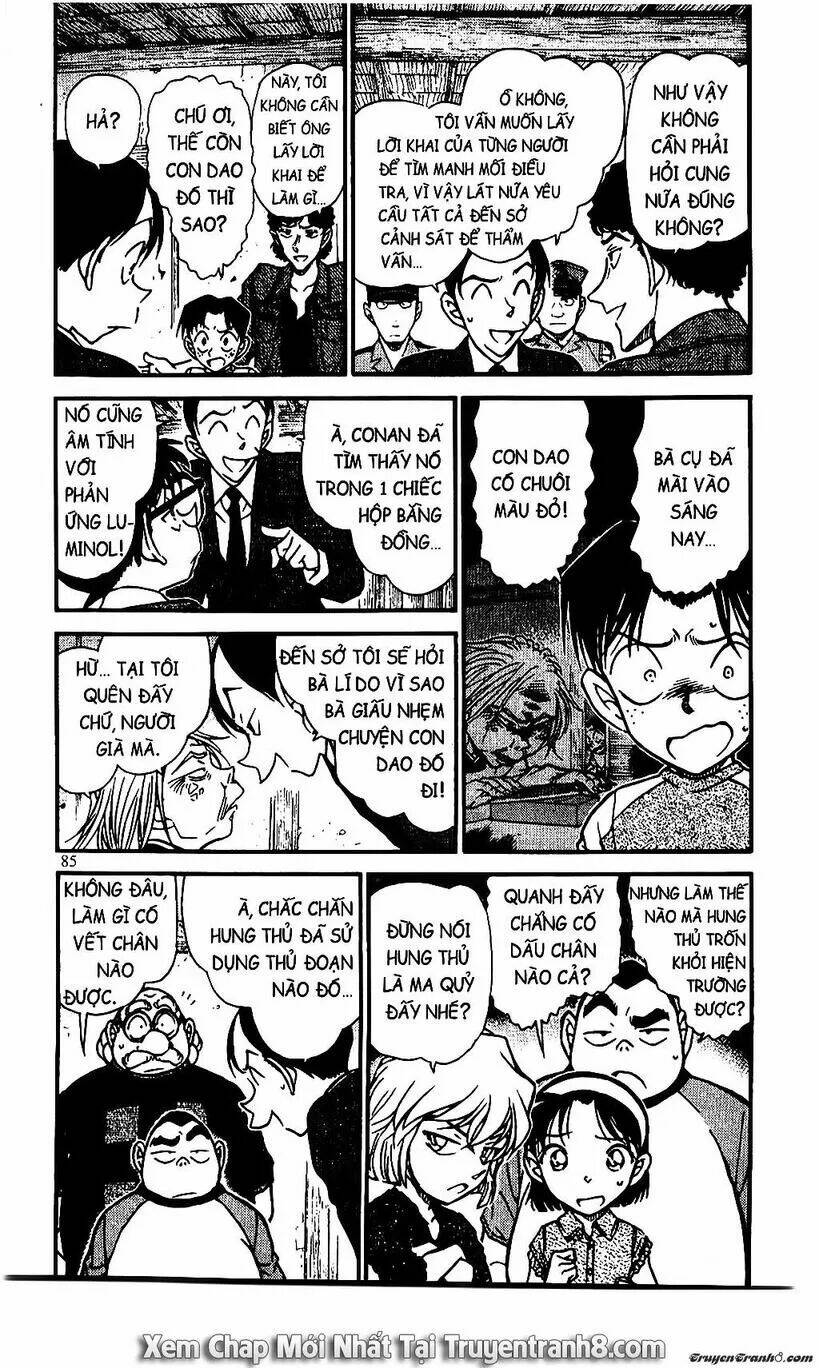 NHƯ VẬY
KHÔNG
CẦN PHẢI
HỎI CUNG
NỮA ĐÚNG
KHÔNG?
Ồ KHÔNG,
TÔI VẪN MUỐN LẤY
LỜI KHAI CỦA TỪNG NGƯỜI
ĐỂ TÌM MANH MỐI ĐIỀU
TRA, VÌ VẬY LÁT NỮA YÊU
CẦU TẤT CẢ ĐẾN SỞ
CẢNH SÁT ĐỂ THẨM
VẤN...
NÀY, TÔI
KHÔNG CẦN
BIẾT ÔNG
LẤY LỜI
KHAI ĐỂ
LÀM GÌ...
CHÚ ƠI,
THẾ CÒN
CON DAO
ĐÓ THÌ
SAO?
HẢ?
BÀ CỤ ĐÃ
MÀI VÀO
SÁNG
NAY...
CON DAO
CÓ CHUÔI
MÀU ĐỎ!
À, CONAN ĐÃ
TÌM THẤY NÓ
TRONG 1 CHIẾC
HỘP BẰNG
ĐỒNG...
NÓ CŨNG
ÂM TÍNH
VỚI
PHẢN
ỨNG LU-
MINOL!
ĐẾN SỞ TÔI SẼ HỎI
BÀ LÍ DO VÌ SAO
BÀ GIẤU NHẸM
CHUYỆN CON
DAO ĐÓ
ĐI!
HỪ... TẠI TÔI
QUÊN ĐẤY
CHỨ, NGƯỜI
GIÀ MÀ.
85
NHƯNG LÀM THẾ
NÀO MÀ HUNG
THỦ TRỐN
KHỎI HIỆN
TRƯỜNG
ĐƯỢC?
QUANH ĐẤY
CHẲNG CÓ
DẤU CHÂN
NÀO CẢ?
ĐỪNG NÓI
HUNG THỦ
LÀ MA QUỶ
ĐẤY NHÉ?
À, CHẮC CHẮN
HUNG THỦ ĐÃ SỬ
DỤNG THỦ ĐOẠN
NÀO ĐÓ...
KHÔNG ĐÂU,
LÀM GÌ CÓ
VẾT CHÂN
NÀO
ĐƯỢC.
Xem Chap Mới Nhất Tại Truyentranh8.com
TruyenTranh8.com